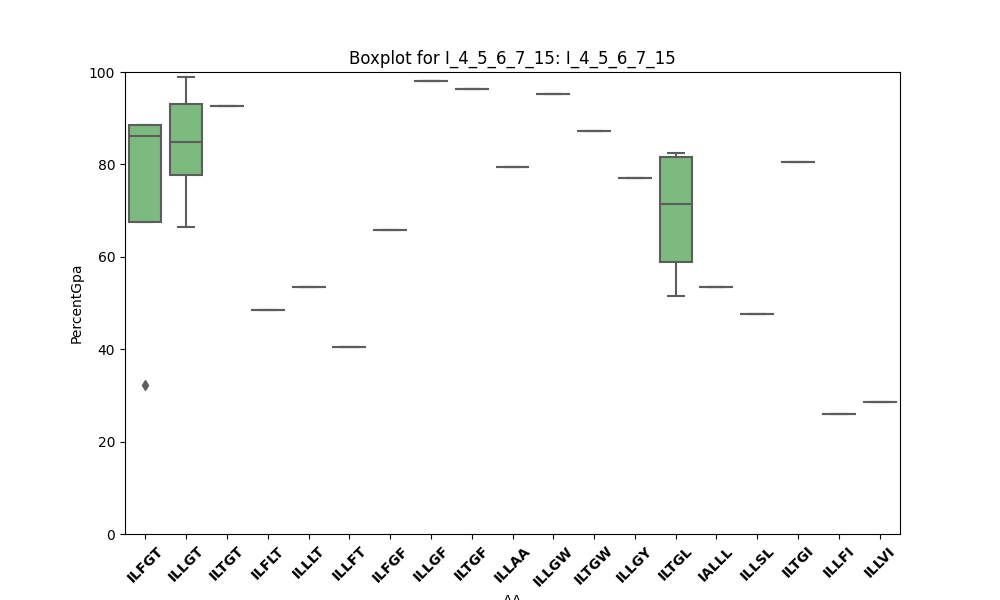 Boxplot for I_4_5_6_7_15: I_4_5_6_7_15
PercentGpa
100
80
60
40
20
0
ILFGT ILLGT ILTGT ILFLT ILLLT ILLFT ILFGF ILLGF ILTGF ILLAA ILLGW ILTGW ILLGY ILTGL IALLL ILLSL ILTGI ILLFI ILLVI
AA